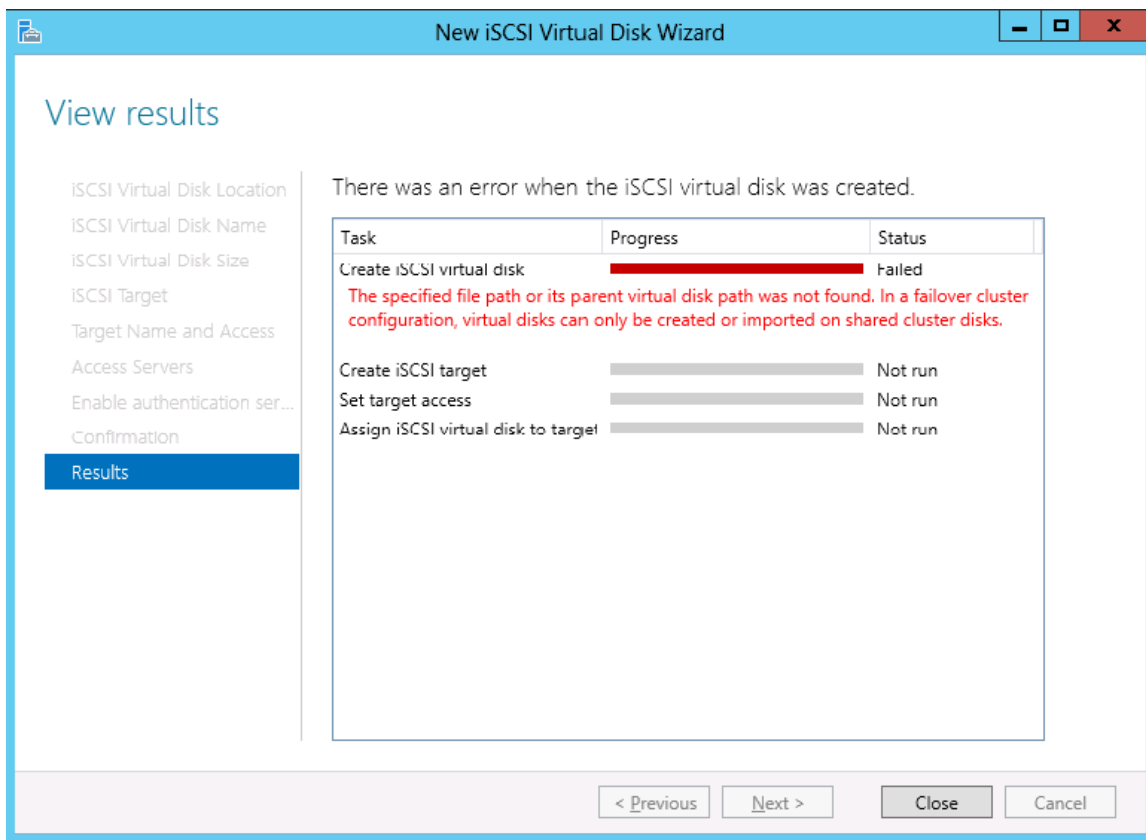 New iSCSI Virtual Disk Wizard
View results
iSCSI Virtual Disk Location
iSCSI Virtual Disk Name
iSCSI Virtual Disk Size
iSCSI Target
Target Name and Access
Access Servers
Enable authentication ser...
Confirmation
Results
There was an error when the iSCSI virtual disk was created.
Task Progress Status
Create iSCSI virtual disk Failed
The specified file path or its parent virtual disk path was not found. In a failover cluster
configuration, virtual disks can only be created or imported on shared cluster disks.
Create iSCSI target Not run
Set target access Not run
Assign iSCSI virtual disk to target Not run
< Previous Next > Close Cancel